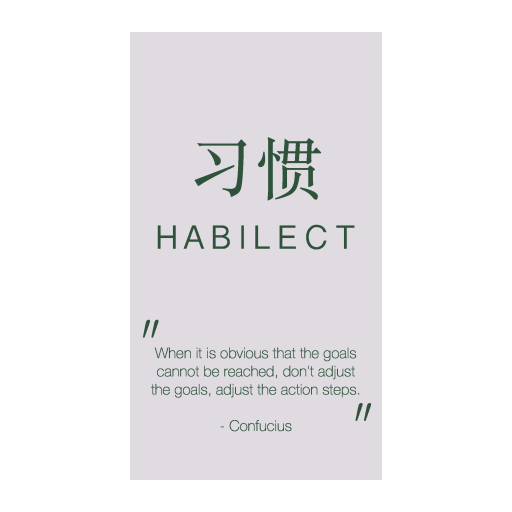 习惯
HABILECT
"
When it is obvious that the goals
cannot be reached, don't adjust
the goals, adjust the action steps.
"
- Confucius